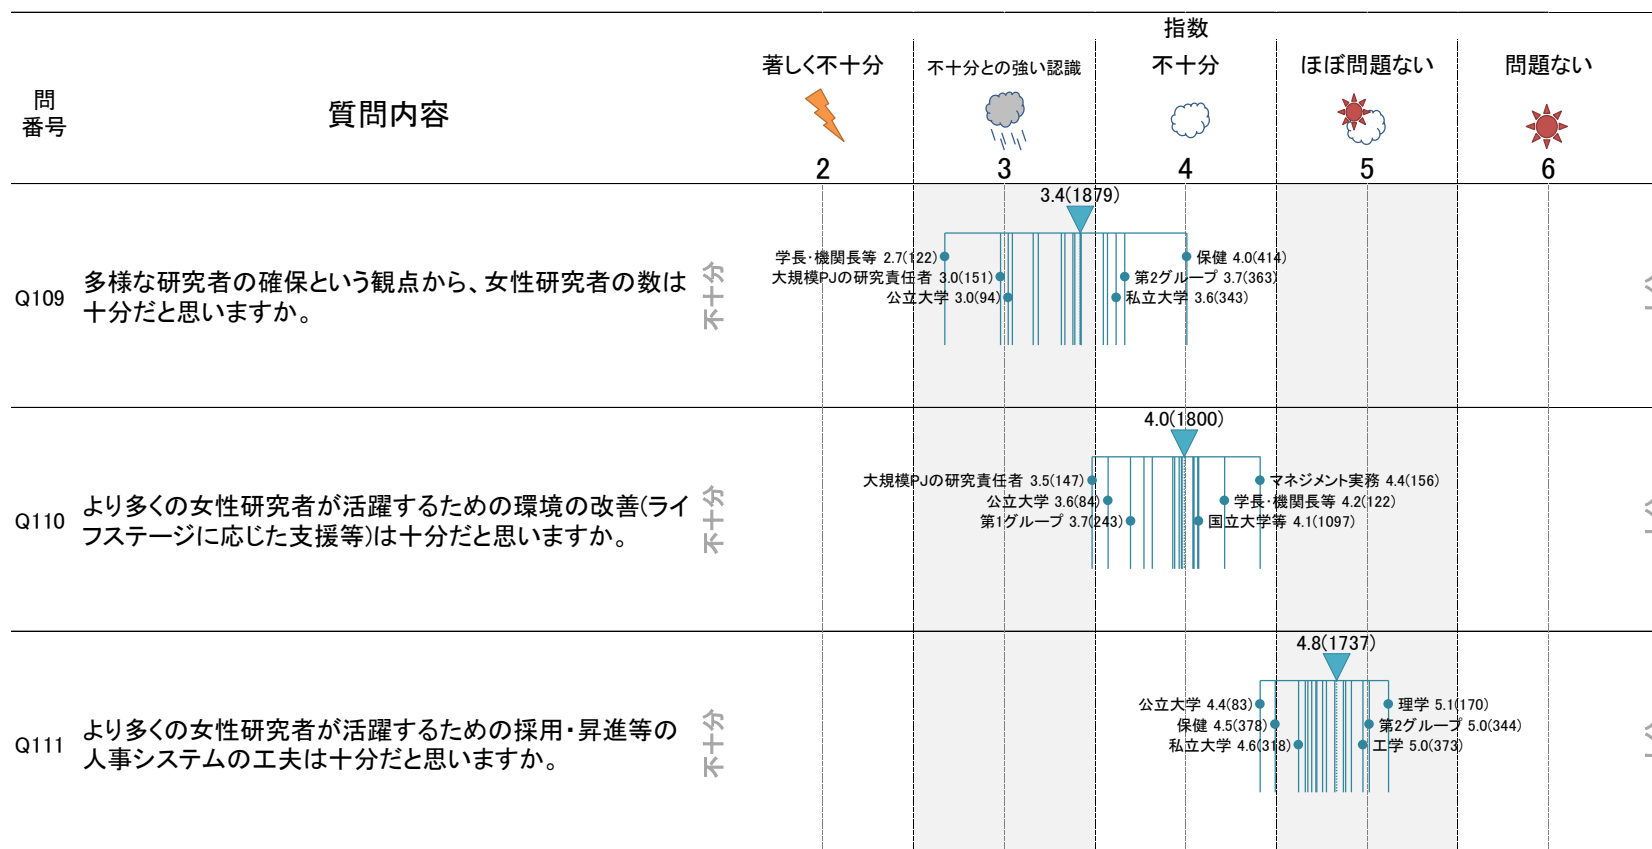 指数
著しく不十分
不十分との強い認識
不十分
ほぼ問題ない
問題ない
問
番号
質問内容
2
3
4
5
6
Q109
多様な研究者の確保という観点から、女性研究者の数は
十分だと思いますか。
不十分
3.4(1879)
学長・機関長等 2.7(122)
大規模PJの研究責任者 3.0(151)
公立大学 3.0(94)
保健 4.0(414)
第2グループ 3.7(363)
私立大学 3.6(343)
Q110
より多くの女性研究者が活躍するための環境の改善(ライ
フステージに応じた支援等)は十分だと思いますか。
不十分
4.0(1800)
大規模PJの研究責任者 3.5(147)
公立大学 3.6(84)
第1グループ 3.7(243)
マネジメント実務 4.4(156)
学長・機関長等 4.2(122)
国立大学等 4.1(1097)
Q111
より多くの女性研究者が活躍するための採用・昇進等の
人事システムの工夫は十分だと思いますか。
不十分
4.8(1737)
公立大学 4.4(83)
保健 4.5(378)
私立大学 4.6(318)
理学 5.1(170)
第2グループ 5.0(344)
工学 5.0(373)